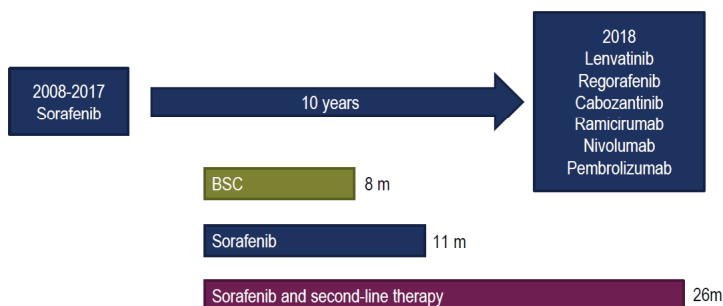 2008-2017
Sorafenib
10 years
2018
Lenvatinib
Regorafenib
Cabozantinib
Ramicirumab
Nivolumab
Pembrolizumab
BSC
8 m
Sorafenib
11 m
Sorafenib and second-line therapy
26m